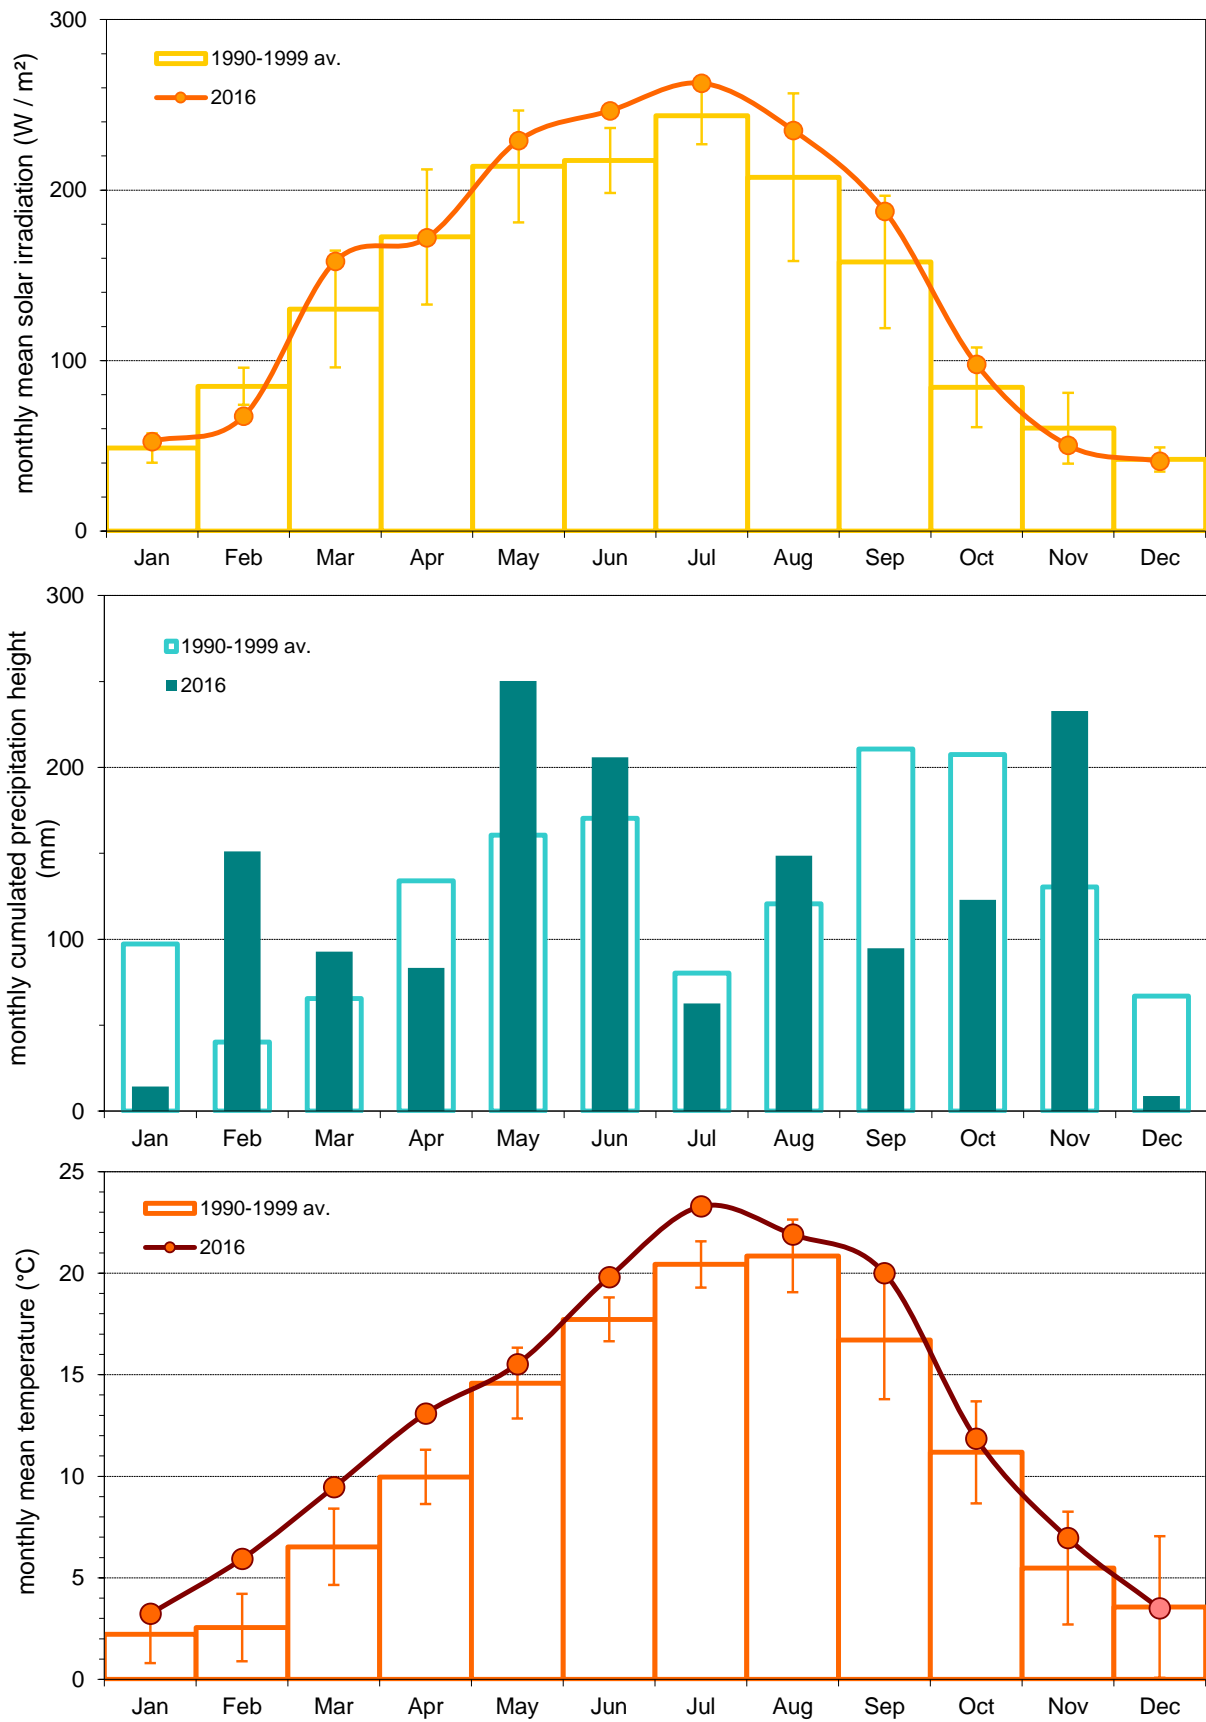 monthly mean solar irradiation (W / m²)
300
200
100
0
1990-1999 av.
2016
Jan Feb Mar Apr May Jun Jul Aug Sep Oct Nov Dec
monthly cumulated precipitation height
(mm)
300
200
100
0
1990-1999 av.
2016
Jan Feb Mar Apr May Jun Jul Aug Sep Oct Nov Dec
monthly mean temperature (°C)
25
20
15
10
5
0
1990-1999 av.
2016
Jan Feb Mar Apr May Jun Jul Aug Sep Oct Nov Dec